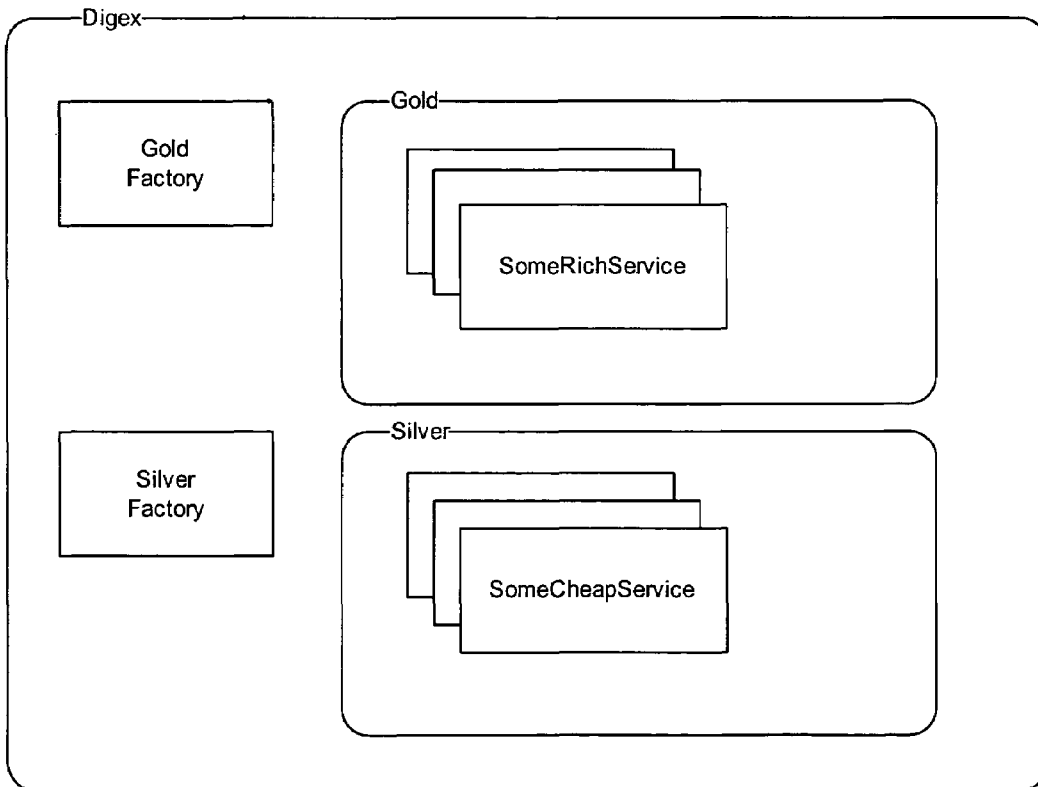 Digex
Gold
Factory
Gold
SomeRichService
Silver
Factory
Silver
SomeCheapService